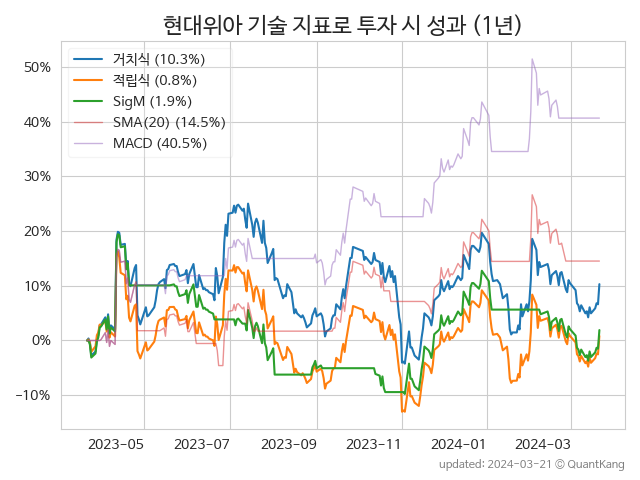 현대위아 기술 지표로 투자 시 성과 (1년)
거치식 (10.3%)
적립식 (0.8%)
SigM (1.9%)
SMA(20) (14.5%)
MACD (40.5%)
50%
40%
30%
20%
10%
0%
−10%
2023-05 2023-07 2023-09 2023-11 2024-01 2024-03
updated: 2024-03-21 © QuantKang